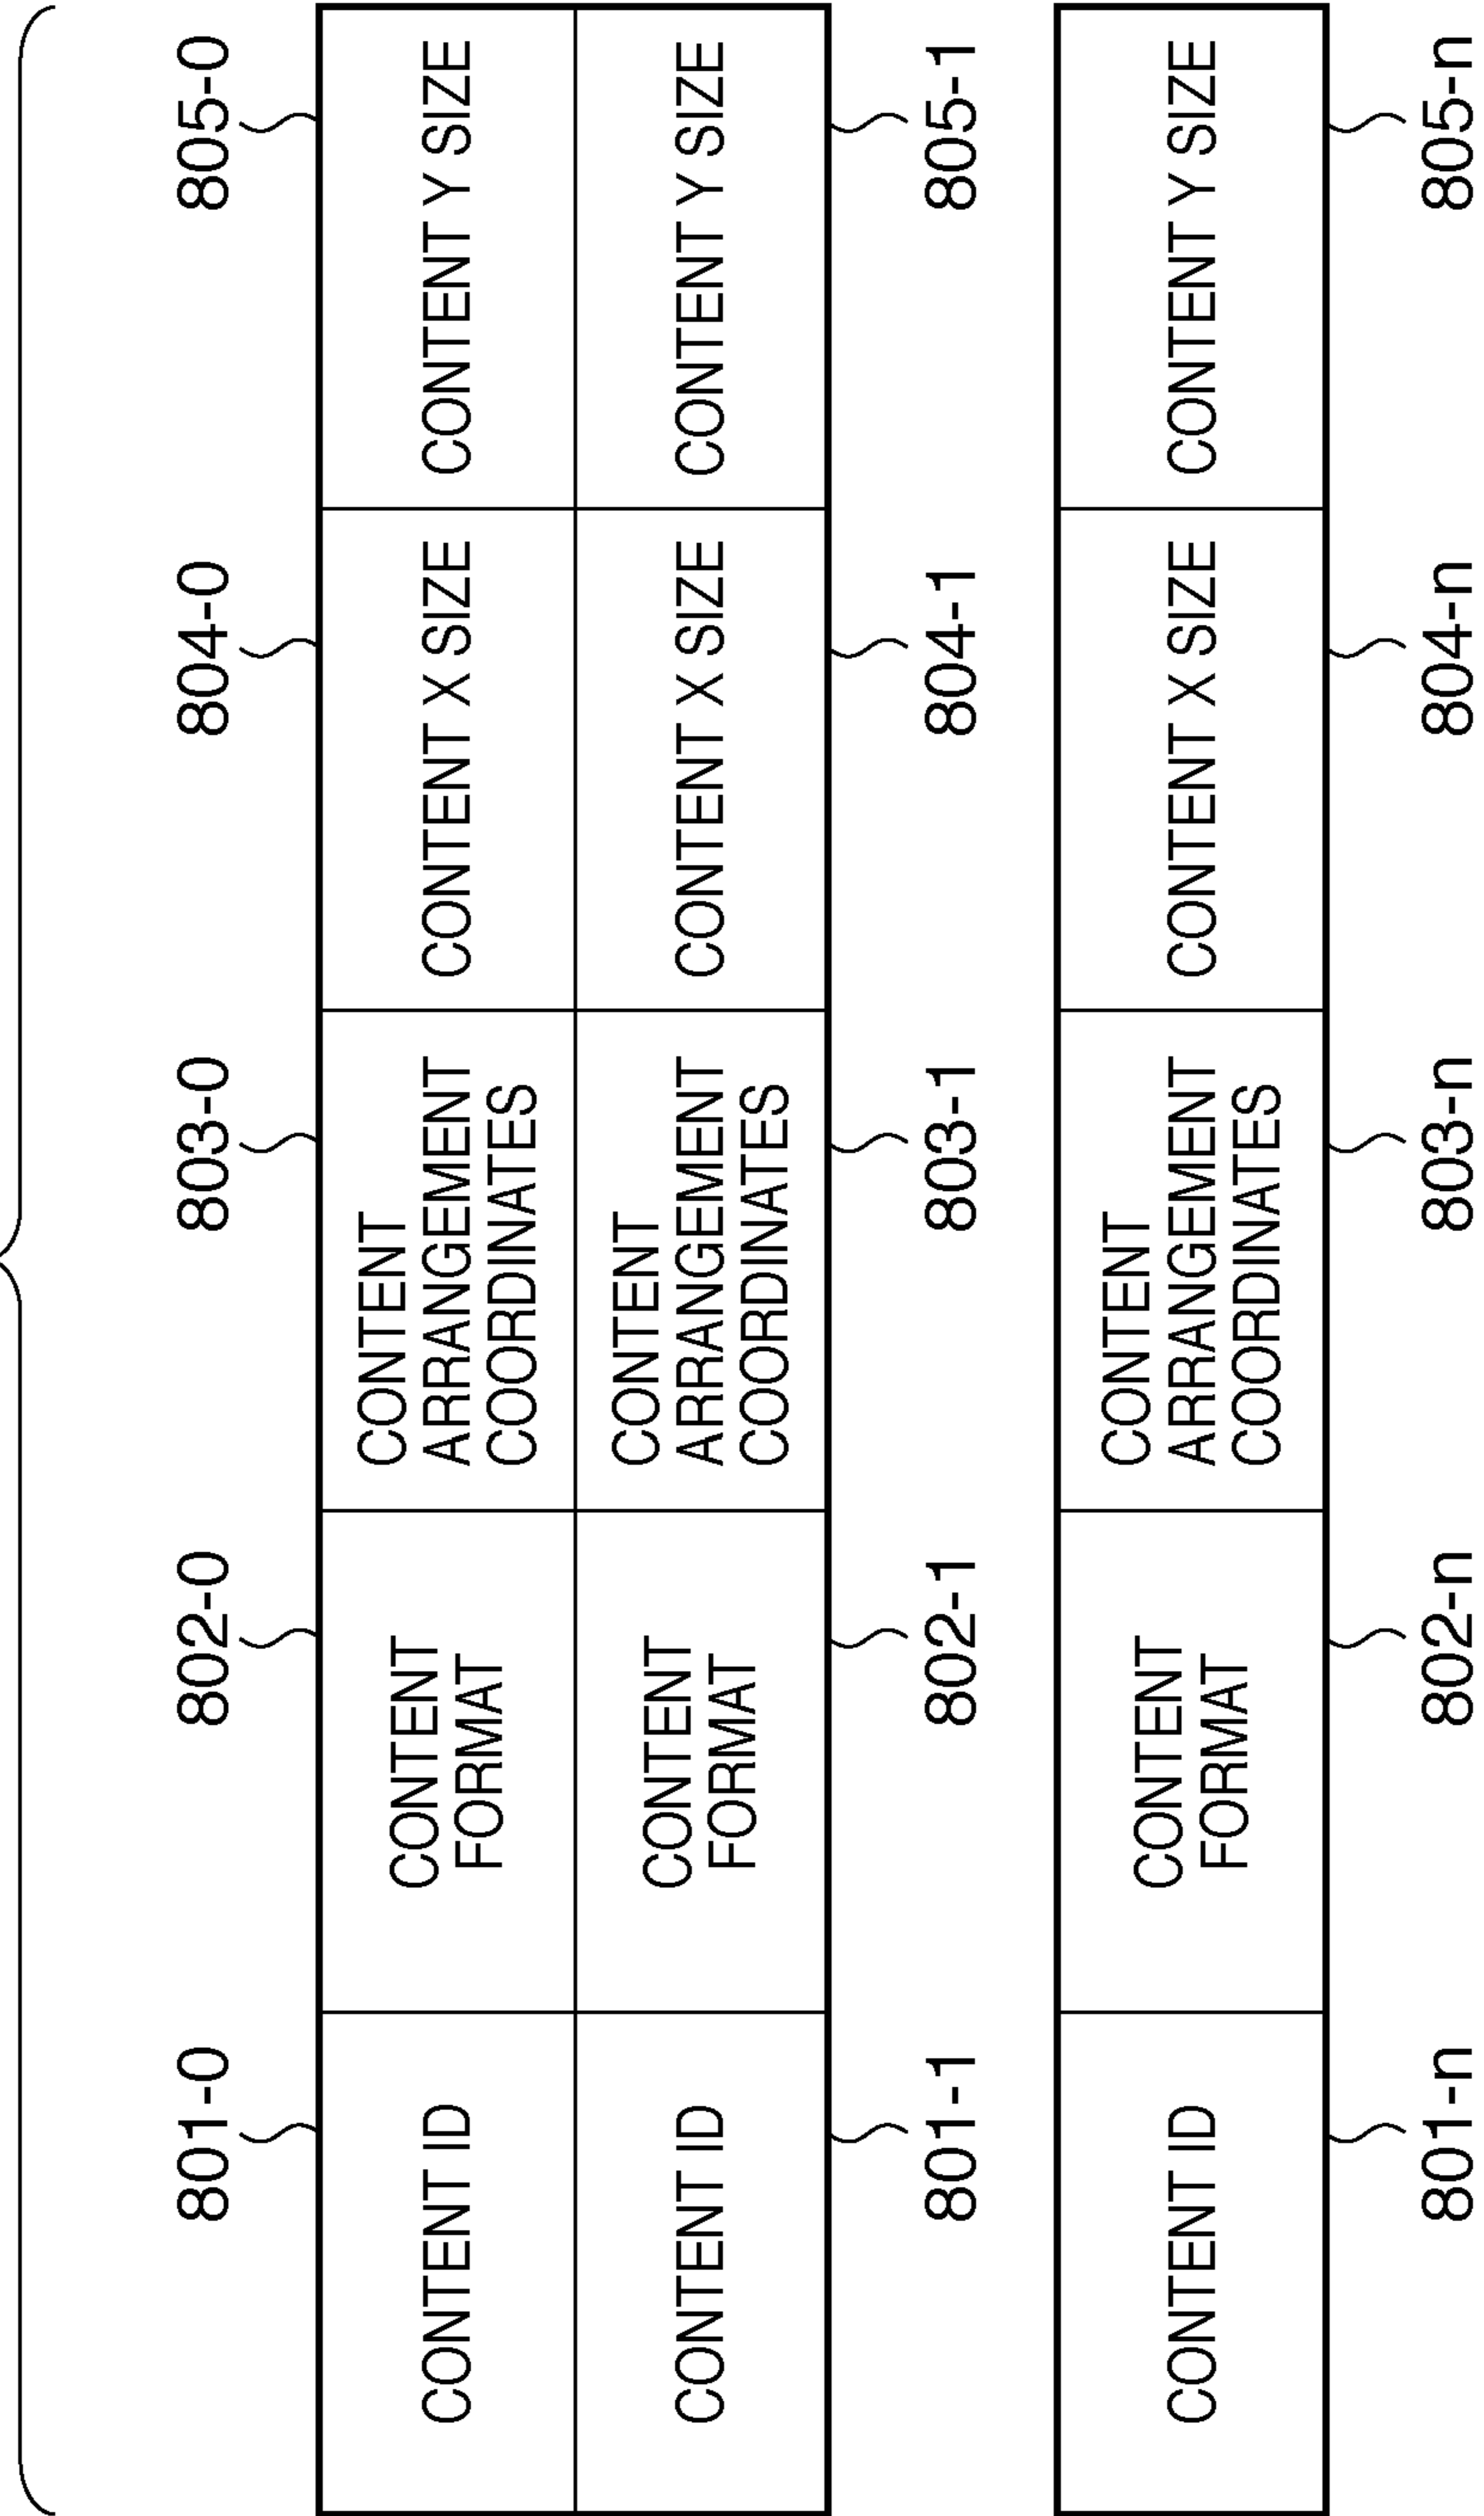 801-0 802-0 803-0 804-0 805-0
CONTENT ID
CONTENT
FORMAT
CONTENT
ARRANGEMENT
COORDINATES
CONTENT X SIZE
CONTENT Y SIZE
CONTENT ID
CONTENT
FORMAT
CONTENT
ARRANGEMENT
COORDINATES
CONTENT X SIZE
CONTENT Y SIZE
801-1 802-1 803-1 804-1 805-1
CONTENT ID
CONTENT
FORMAT
CONTENT
ARRANGEMENT
COORDINATES
CONTENT X SIZE
CONTENT Y SIZE
801-n 802-n 803-n 804-n 805-n